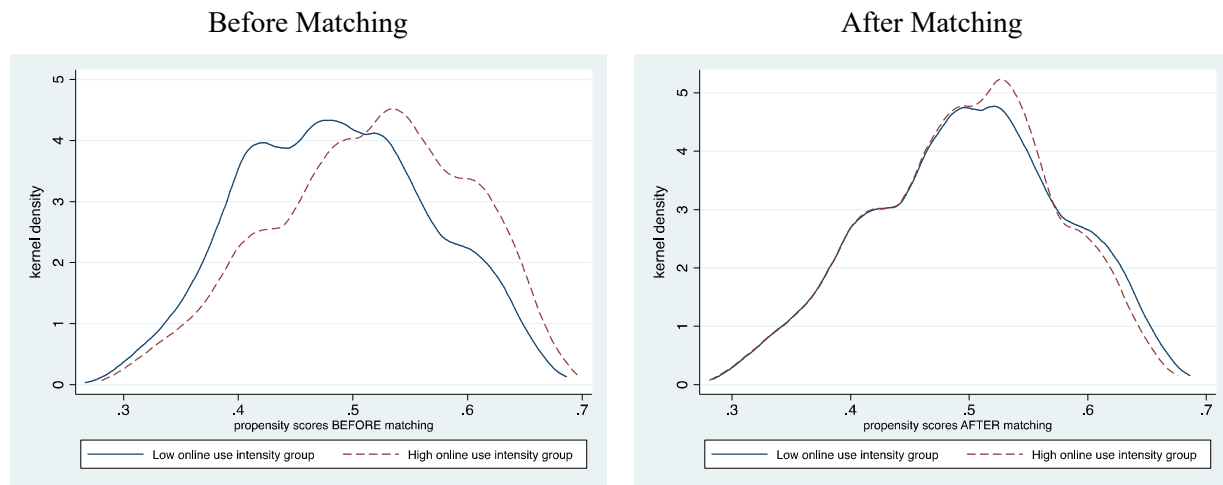 Before Matching
kernel density
5
4
3
2
1
0
.3 .4 .5 .6 .7
propensity scores BEFORE matching
Low online use intensity group High online use intensity group
After Matching
kernel density
5
4
3
2
1
0
.3 .4 .5 .6 .7
propensity scores AFTER matching
Low online use intensity group High online use intensity group